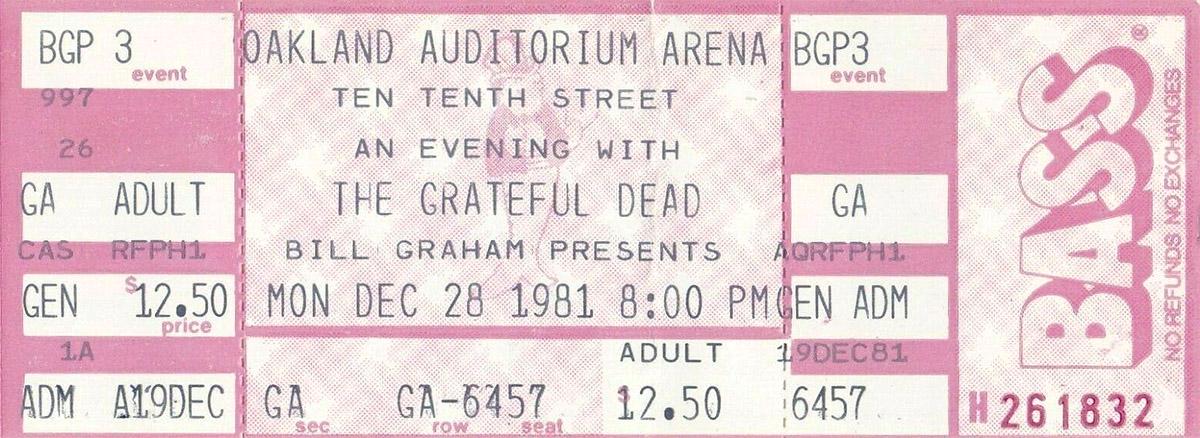 BGP 3
event
997
26
GA ADULT
CAS RFPH1
GEN $12.50
price
1A
ADM A19DEC
OAKLAND AUDITORIUM ARENA
TEN TENTH STREET
AN EVENING WITH
THE GRATEFUL DEAD
BILL GRAHAM PRESENTS
MON DEC 28 1981 8:00 PM
ADULT
GA GA-6457 $12.50
sec row seat
BGP3
event
GA
AQRFPH1
GEN ADM
19DEC81
6457
BASS®
NO REFUNDS NO EXCHANGES
H 261832